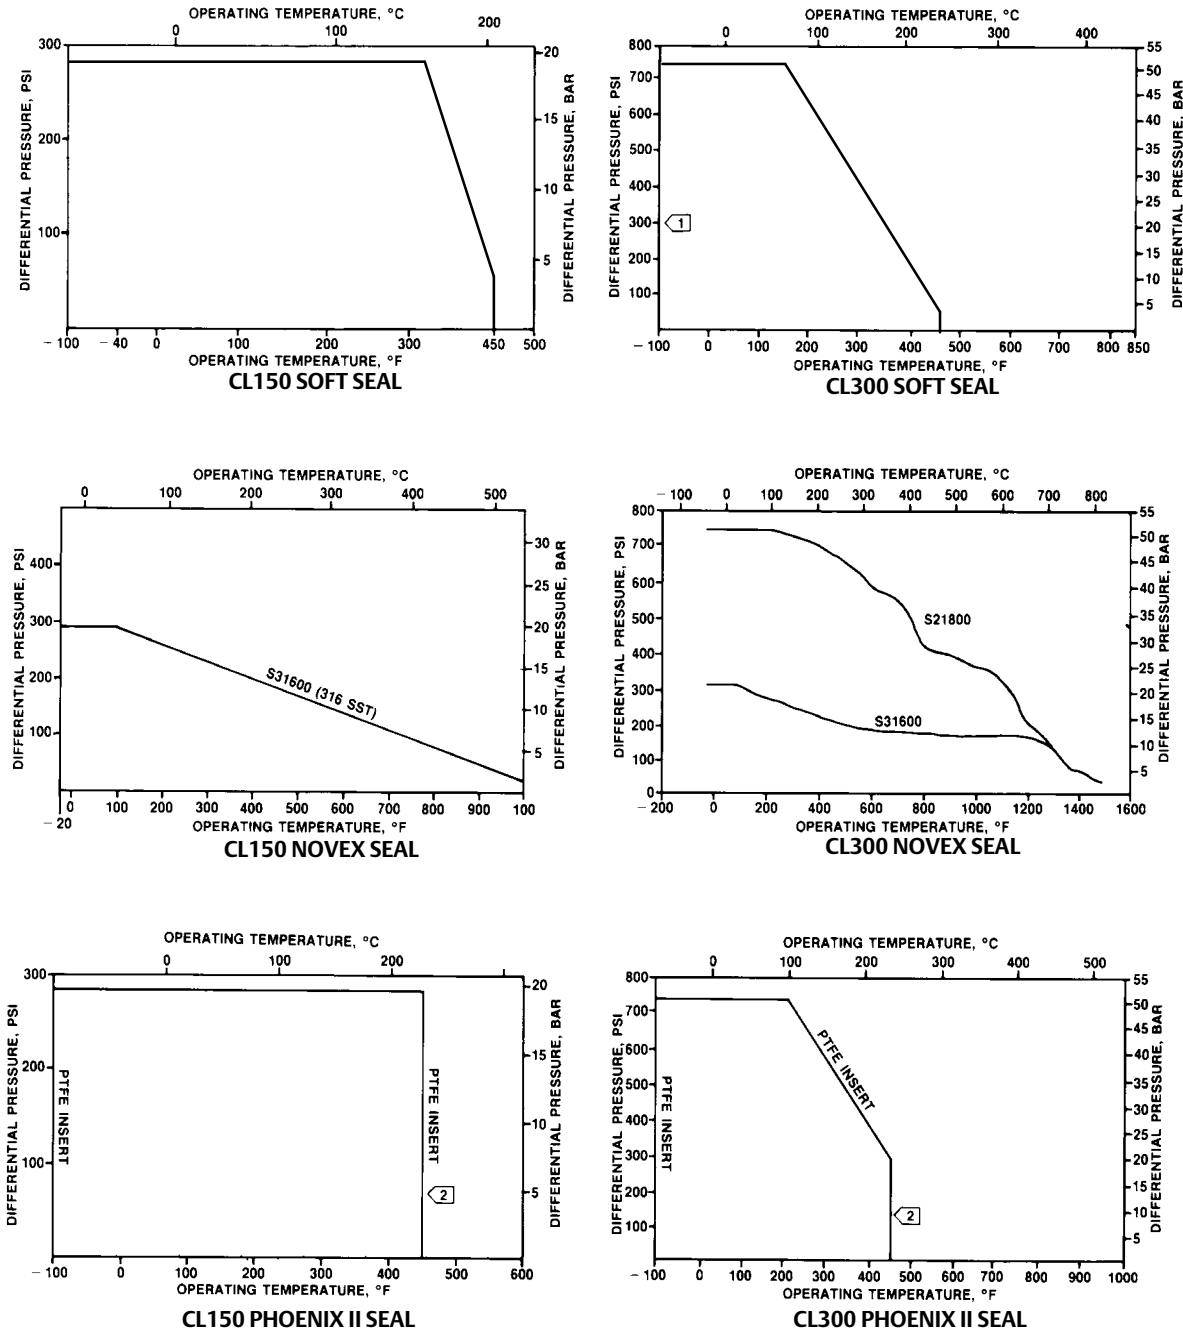 OPERATING TEMPERATURE, °C
0 100 200
300
200
100
DIFFERENTIAL PRESSURE, PSI
20
15
10
5
DIFFERENTIAL PRESSURE, BAR
– 100 – 40 0 100 200 300 450 500
OPERATING TEMPERATURE, °F
CL150 SOFT SEAL
OPERATING TEMPERATURE, °C
0 100 200 300 400
800
700
600
500
400
300
200
100
1
DIFFERENTIAL PRESSURE, PSI
55
50
45
40
35
30
25
20
15
10
5
DIFFERENTIAL PRESSURE, BAR
– 100 0 100 200 300 400 500 600 700 800 850
OPERATING TEMPERATURE, °F
CL300 SOFT SEAL
OPERATING TEMPERATURE, °C
0 100 200 300 400 500
400
300
200
100
DIFFERENTIAL PRESSURE, PSI
S31600 (316 SST)
30
25
20
15
10
5
DIFFERENTIAL PRESSURE, BAR
– 20 0 100 200 300 400 500 600 700 800 900 100
OPERATING TEMPERATURE, °F
CL150 NOVEX SEAL
OPERATING TEMPERATURE, °C
– 100 0 100 200 300 400 500 600 700 800
800
700
600
500
400
300
200
100
0
DIFFERENTIAL PRESSURE, PSI
S21800
S31600
55
50
45
40
35
30
25
20
15
10
5
DIFFERENTIAL PRESSURE, BAR
– 200 0 200 400 600 800 1000 1200 1400 1600
OPERATING TEMPERATURE, °F
CL300 NOVEX SEAL
OPERATING TEMPERATURE, °C
0 100 200
300
200
100
DIFFERENTIAL PRESSURE, PSI
PTFE INSERT
PTFE INSERT
2
20
15
10
5
DIFFERENTIAL PRESSURE, BAR
– 100 0 100 200 300 400 500 600
OPERATING TEMPERATURE, °F
CL150 PHOENIX II SEAL
OPERATING TEMPERATURE, °C
0 100 200 300 400 500
800
700
600
500
400
300
200
100
DIFFERENTIAL PRESSURE, PSI
PTFE INSERT
PTFE INSERT
2
55
50
45
40
35
30
25
20
15
10
5
DIFFERENTIAL PRESSURE, BAR
– 100 0 100 200 300 400 500 600 700 800 900 1000
OPERATING TEMPERATURE, °F
CL300 PHOENIX II SEAL